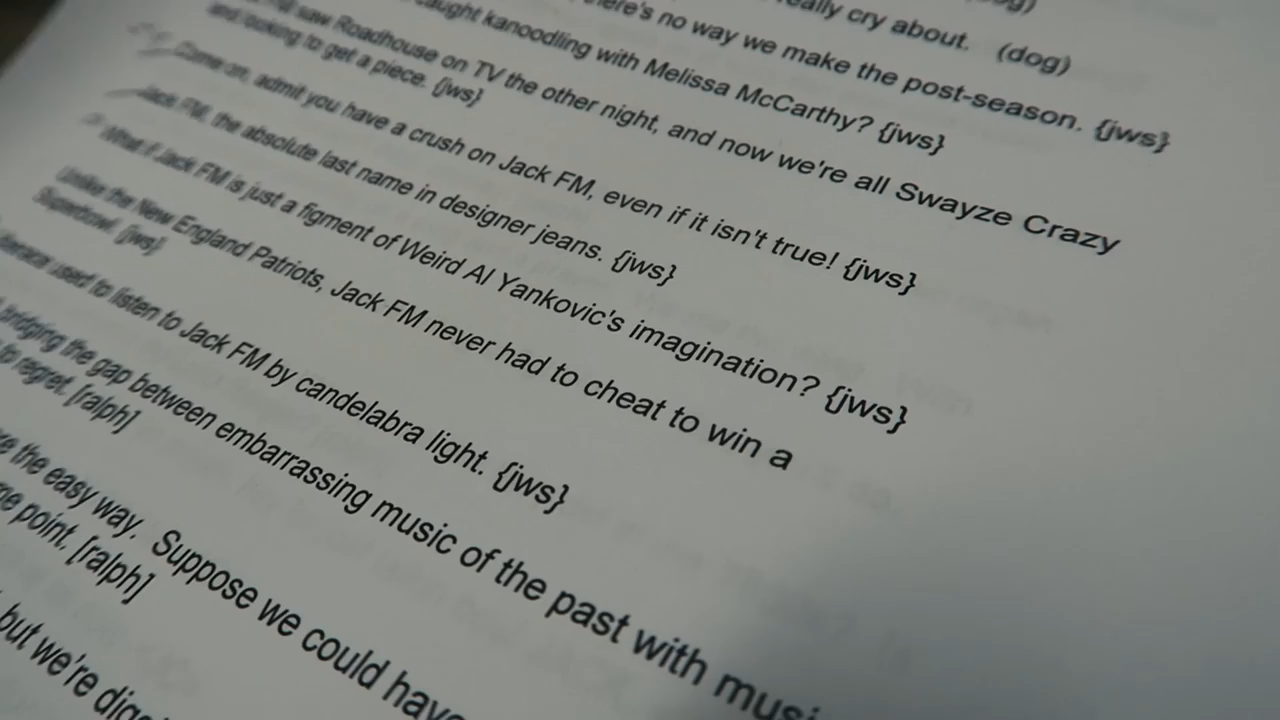 really cry about. (dog)
there's no way we make the post-season. {jws}
caught kanoodling with Melissa McCarthy? {jws}
saw Roadhouse on TV the other night, and now we're all Swayze Crazy
and looking to get a piece. {jws}
Come on, admit you have a crush on Jack FM, even if it isn't true! {jws}
Jack FM, the absolute last name in designer jeans. {jws}
What if Jack FM is just a figment of Weird Al Yankovic's imagination? {jws}
Unlike the New England Patriots, Jack FM never had to cheat to win a
Superbowl. {jws}
used to listen to Jack FM by candelabra light. {jws}
bridging the gap between embarrassing music of the past with musi
to regret. [ralph]
the easy way. Suppose we could have
point. [ralph]
but we're